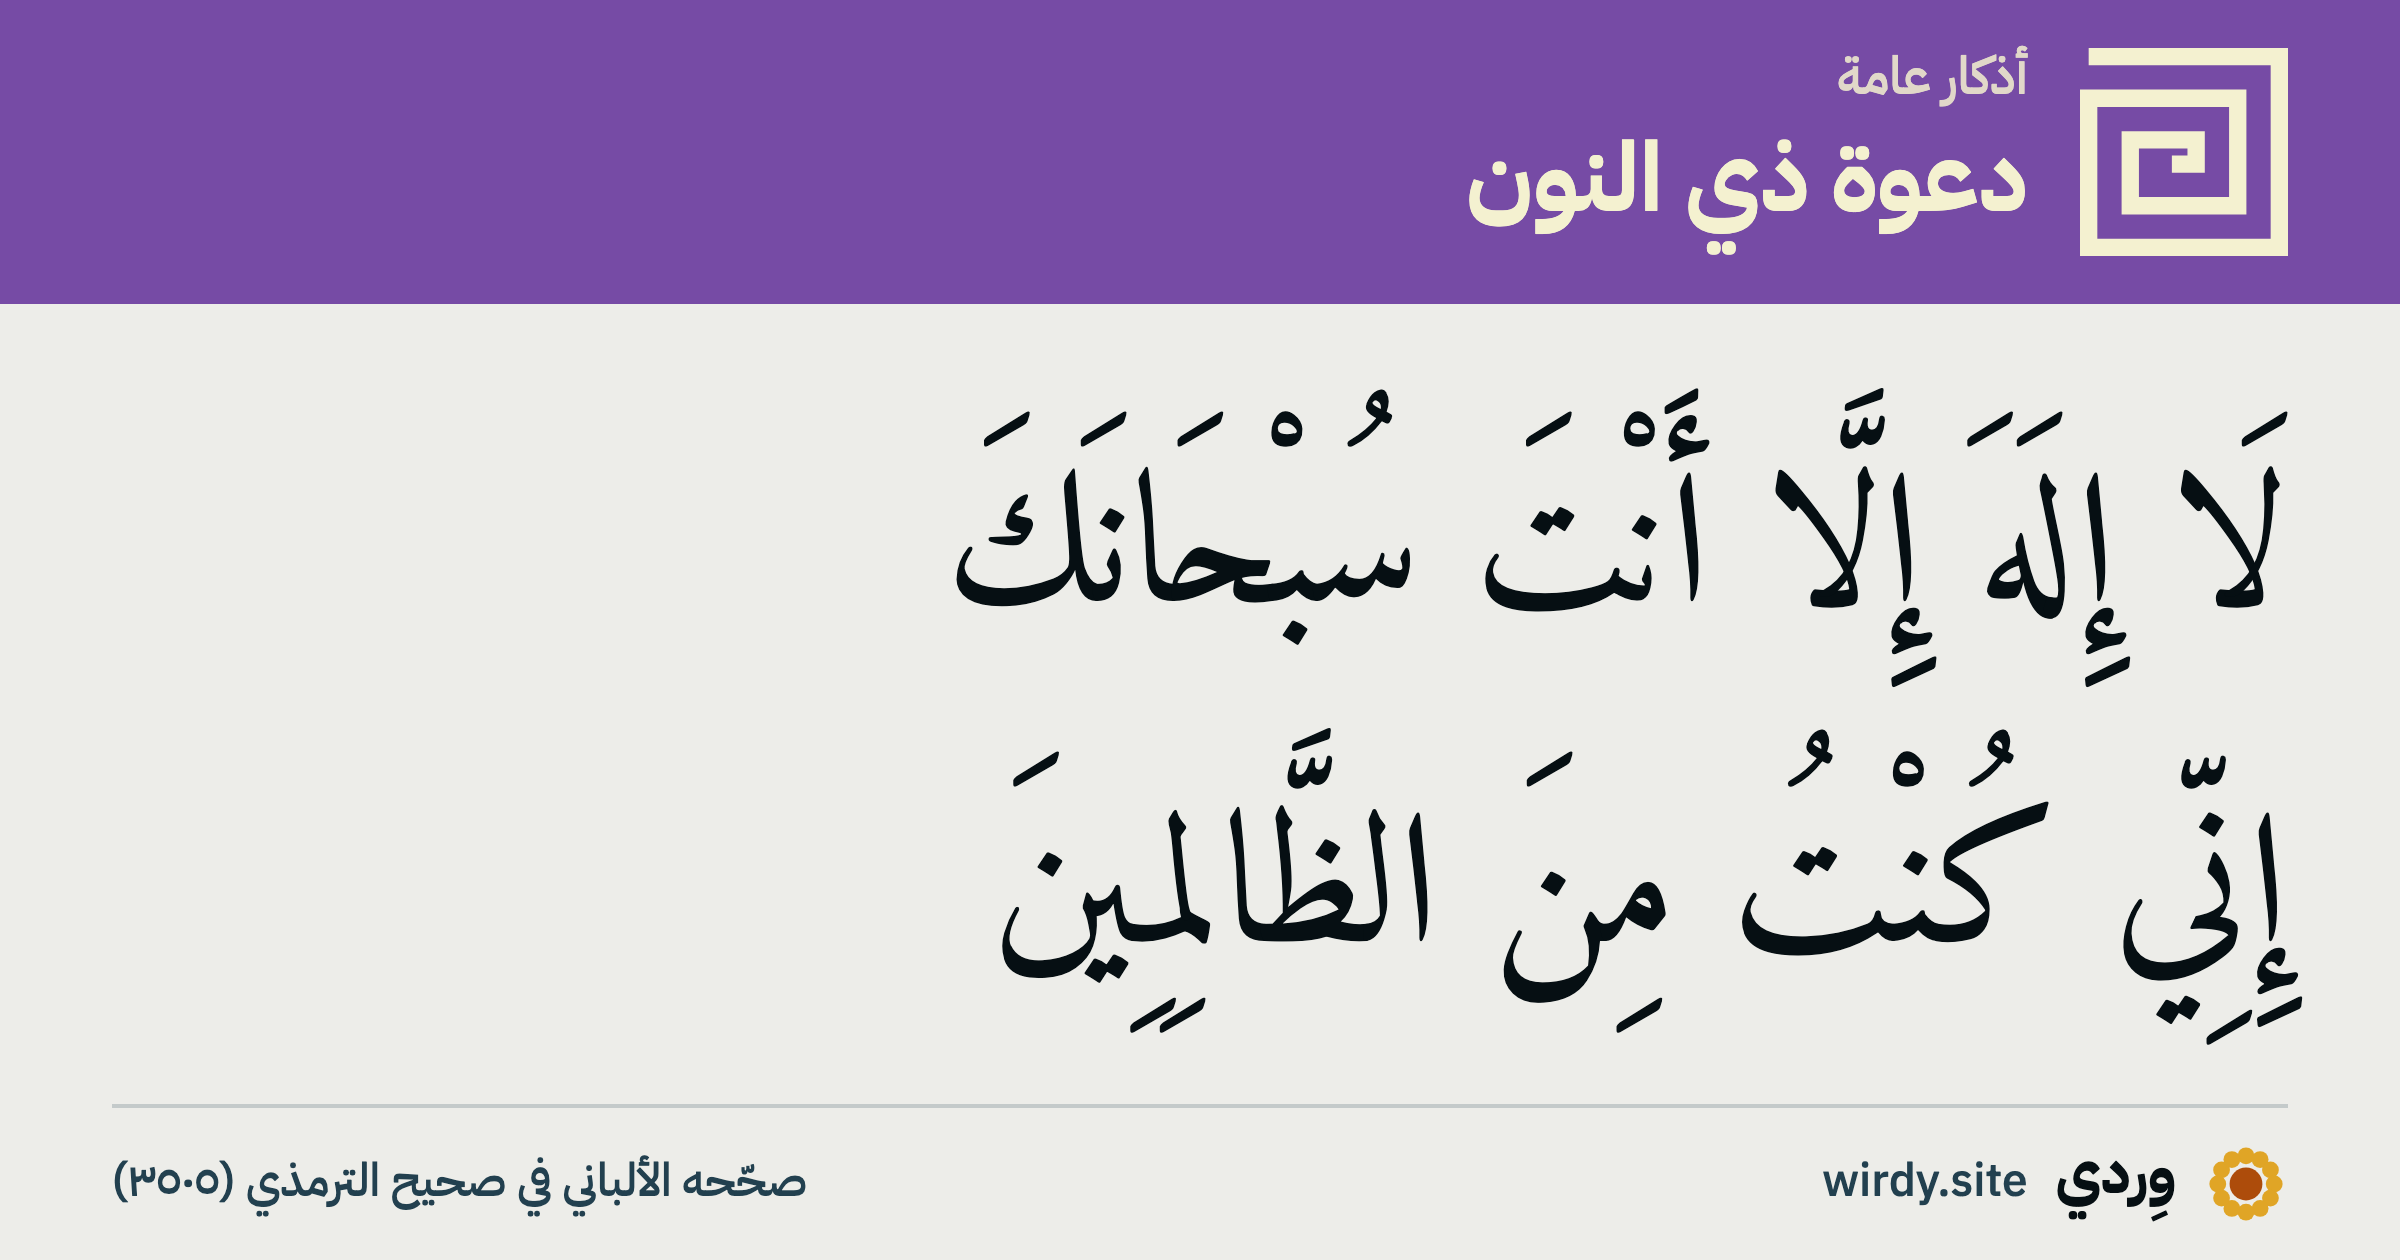 أذكار عامة
دعوة ذي النون
لَا إِلَهَ إِلَّا أَنْتَ سُبْحَانَكَ
إِنِّي كُنْتُ مِنَ الظَّالِمِينَ
وِردي wirdy.site
صحّحه الألباني في صحيح الترمذي (٣٥٠٥)